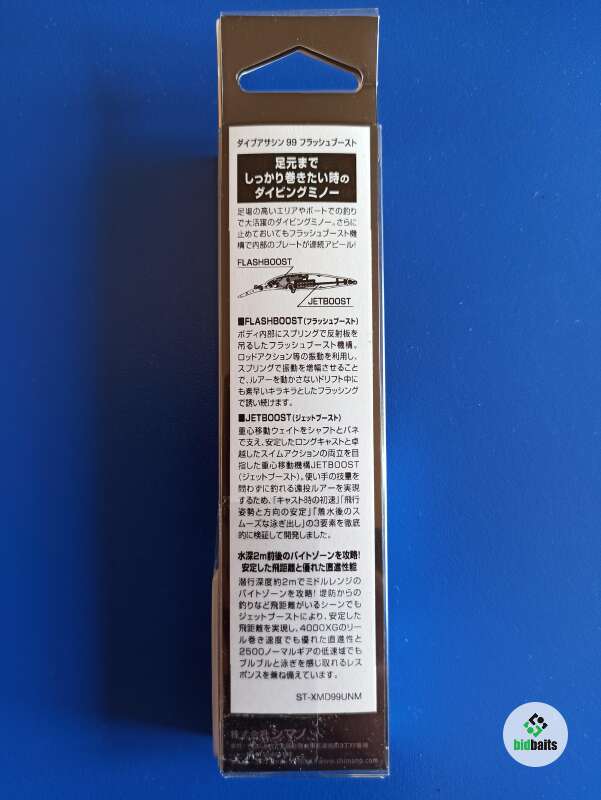 ダイブアサシン 99 フラッシュブースト
足元まで
しっかり巻きたい時の
ダイビングミノー
足場の高いエリアやボートでの釣り
で大活躍のダイビングミノー。さらに
止めておいてもフラッシュブースト機
構で内部のプレートが連続アピール!
FLASHBOOST
JETBOOST
■FLASHBOOST(フラッシュブースト)
ボディ内部にスプリングで反射板を
吊るしたフラッシュブースト機構。
ロッドアクション等の振動を利用し、
スプリングで振動を増幅させること
で、ルアーを動かさないドリフト中に
も素早いキラキラとしたフラッシング
で誘い続けます。
■JETBOOST(ジェットブースト)
重心移動ウェイトをシャフトとバネ
で支え、安定したロングキャストと卓
越したスイムアクションの両立を目
指した重心移動機構JETBOOST
(ジェットブースト)。使い手の技量を
問わずに釣れる遠投ルアーを実現
するため、「キャスト時の初速」「飛行
姿勢と方向の安定」「着水後のス
ムーズな泳ぎ出し」の3要素を徹底
的に検証して開発しました。
水深2m前後のバイトゾーンを攻略!
安定した飛距離と優れた直進性能
潜行深度約2mでミドルレンジの
バイトゾーンを攻略! 堤防からの
釣りなど飛距離がいるシーンでも
ジェットブーストにより、安定した
飛距離を実現し、4000XGのリー
ル巻き速度でも優れた直進性と
2500ノーマルギアの低速域でも
ブルブルと泳ぎを感じ取れるレス
ポンスを兼ね備えています。
ST-XMD99UNM
株式会社シマノ
bidbaits